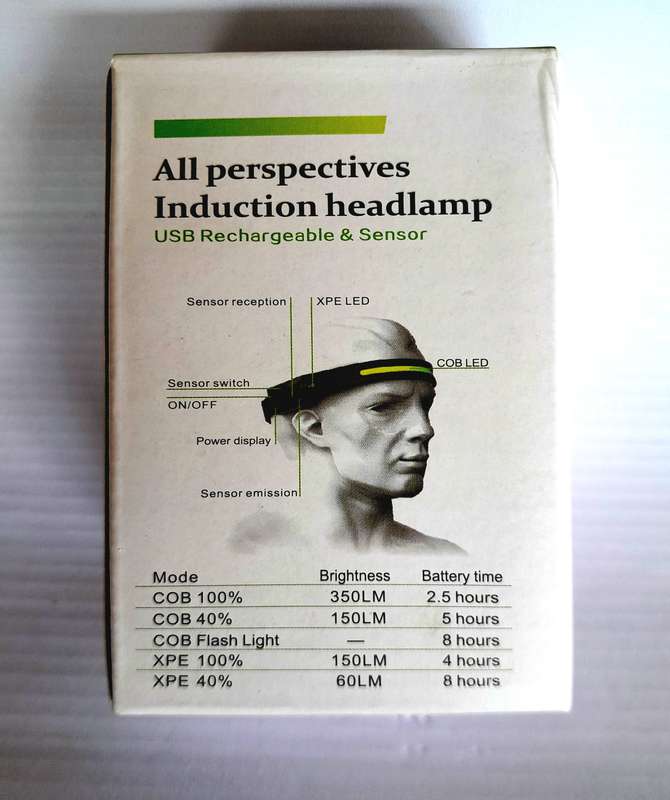 All perspectives
Induction headlamp
USB Rechargeable & Sensor
Sensor reception XPE LED
COB LED
Sensor switch
ON/OFF
Power display
Sensor emission
Mode Brightness Battery time
COB 100% 350LM 2.5 hours
COB 40% 150LM 5 hours
COB Flash Light — 8 hours
XPE 100% 150LM 4 hours
XPE 40% 60LM 8 hours